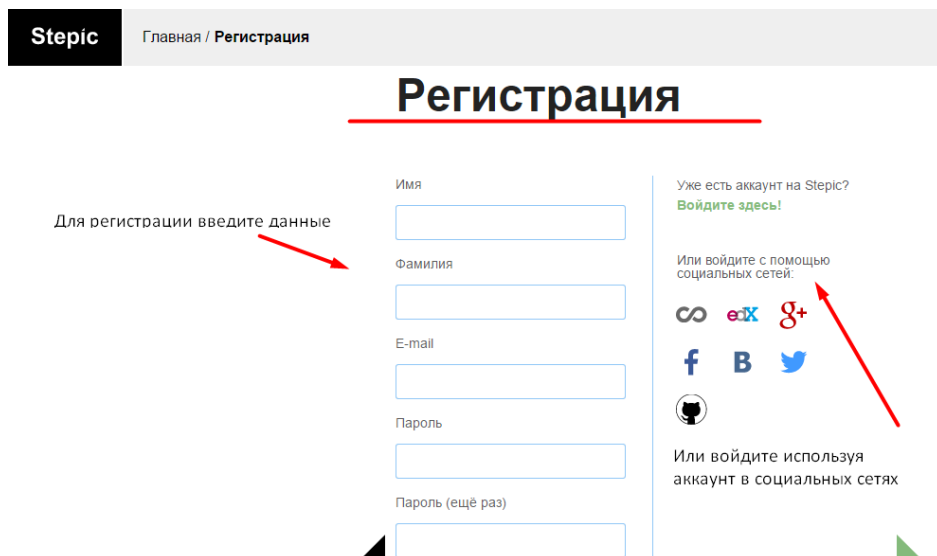 Stepic
Главная / Регистрация
Регистрация
Для регистрации введите данные
Имя
Фамилия
E-mail
Пароль
Пароль (ещё раз)
Уже есть аккаунт на Stepic?
Войдите здесь!
Или войдите с помощью
социальных сетей:
edX
g+
f
B
Или войдите используя
аккаунт в социальных сетях